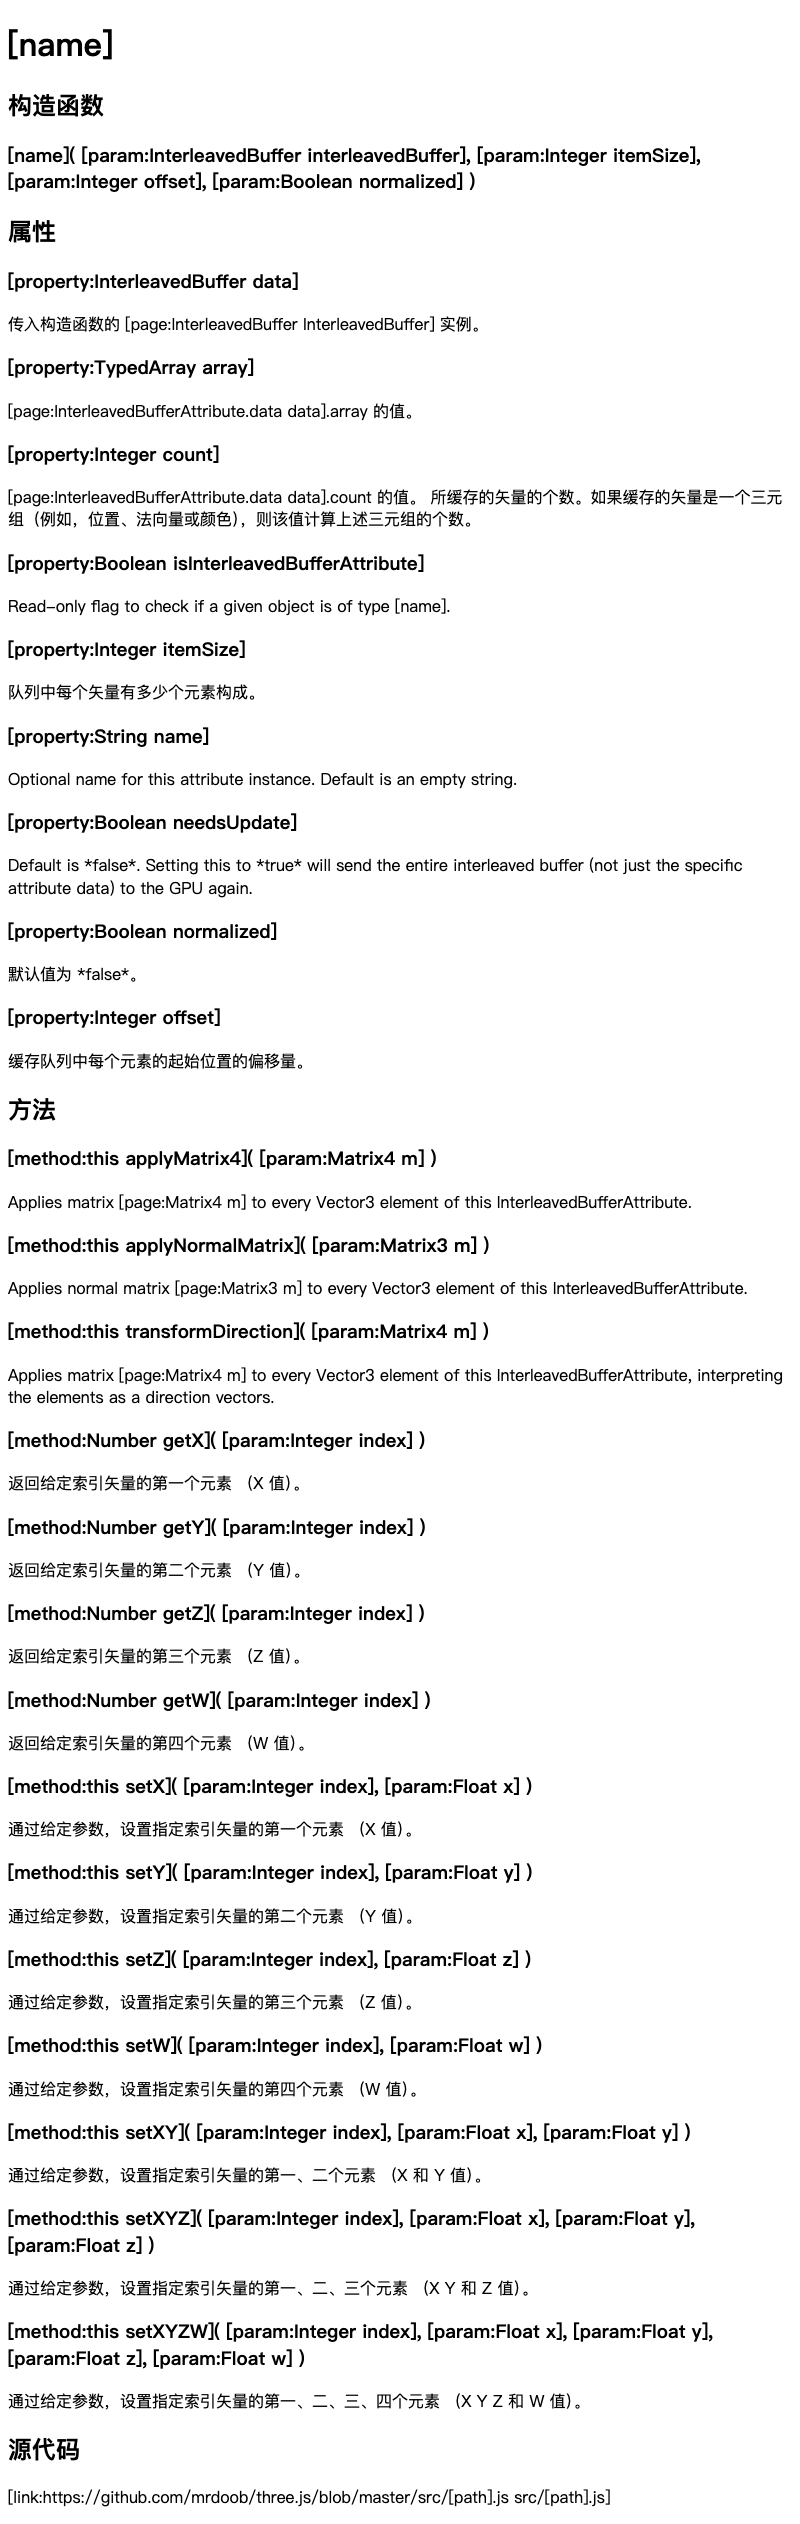 [name]
构造函数
[name]( [param:InterleavedBuffer interleavedBuffer], [param:Integer itemSize],
[param:Integer offset], [param:Boolean normalized] )
属性
[property:InterleavedBuffer data]
传入构造函数的 [page:InterleavedBuffer InterleavedBuffer] 实例。
[property:TypedArray array]
[page:InterleavedBufferAttribute.data data].array 的值。
[property:Integer count]
[page:InterleavedBufferAttribute.data data].count 的值。 所缓存的矢量的个数。如果缓存的矢量是一个三元
组（例如，位置、法向量或颜色），则该值计算上述三元组的个数。
[property:Boolean isInterleavedBufferAttribute]
Read-only flag to check if a given object is of type [name].
[property:Integer itemSize]
队列中每个矢量有多少个元素构成。
[property:String name]
Optional name for this attribute instance. Default is an empty string.
[property:Boolean needsUpdate]
Default is *false*. Setting this to *true* will send the entire interleaved buffer (not just the specific
attribute data) to the GPU again.
[property:Boolean normalized]
默认值为 *false*。
[property:Integer offset]
缓存队列中每个元素的起始位置的偏移量。
方法
[method:this applyMatrix4]( [param:Matrix4 m] )
Applies matrix [page:Matrix4 m] to every Vector3 element of this InterleavedBufferAttribute.
[method:this applyNormalMatrix]( [param:Matrix3 m] )
Applies normal matrix [page:Matrix3 m] to every Vector3 element of this InterleavedBufferAttribute.
[method:this transformDirection]( [param:Matrix4 m] )
Applies matrix [page:Matrix4 m] to every Vector3 element of this InterleavedBufferAttribute, interpreting
the elements as a direction vectors.
[method:Number getX]( [param:Integer index] )
返回给定索引矢量的第一个元素 （X 值）。
[method:Number getY]( [param:Integer index] )
返回给定索引矢量的第二个元素 （Y 值）。
[method:Number getZ]( [param:Integer index] )
返回给定索引矢量的第三个元素 （Z 值）。
[method:Number getW]( [param:Integer index] )
返回给定索引矢量的第四个元素 （W 值）。
[method:this setX]( [param:Integer index], [param:Float x] )
通过给定参数，设置指定索引矢量的第一个元素 （X 值）。
[method:this setY]( [param:Integer index], [param:Float y] )
通过给定参数，设置指定索引矢量的第二个元素 （Y 值）。
[method:this setZ]( [param:Integer index], [param:Float z] )
通过给定参数，设置指定索引矢量的第三个元素 （Z 值）。
[method:this setW]( [param:Integer index], [param:Float w] )
通过给定参数，设置指定索引矢量的第四个元素 （W 值）。
[method:this setXY]( [param:Integer index], [param:Float x], [param:Float y] )
通过给定参数，设置指定索引矢量的第一、二个元素 （X 和 Y 值）。
[method:this setXYZ]( [param:Integer index], [param:Float x], [param:Float y],
[param:Float z] )
通过给定参数，设置指定索引矢量的第一、二、三个元素 （X Y 和 Z 值）。
[method:this setXYZW]( [param:Integer index], [param:Float x], [param:Float y],
[param:Float z], [param:Float w] )
通过给定参数，设置指定索引矢量的第一、二、三、四个元素 （X Y Z 和 W 值）。
源代码
[link:https://github.com/mrdoob/three.js/blob/master/src/[path].js src/[path].js]